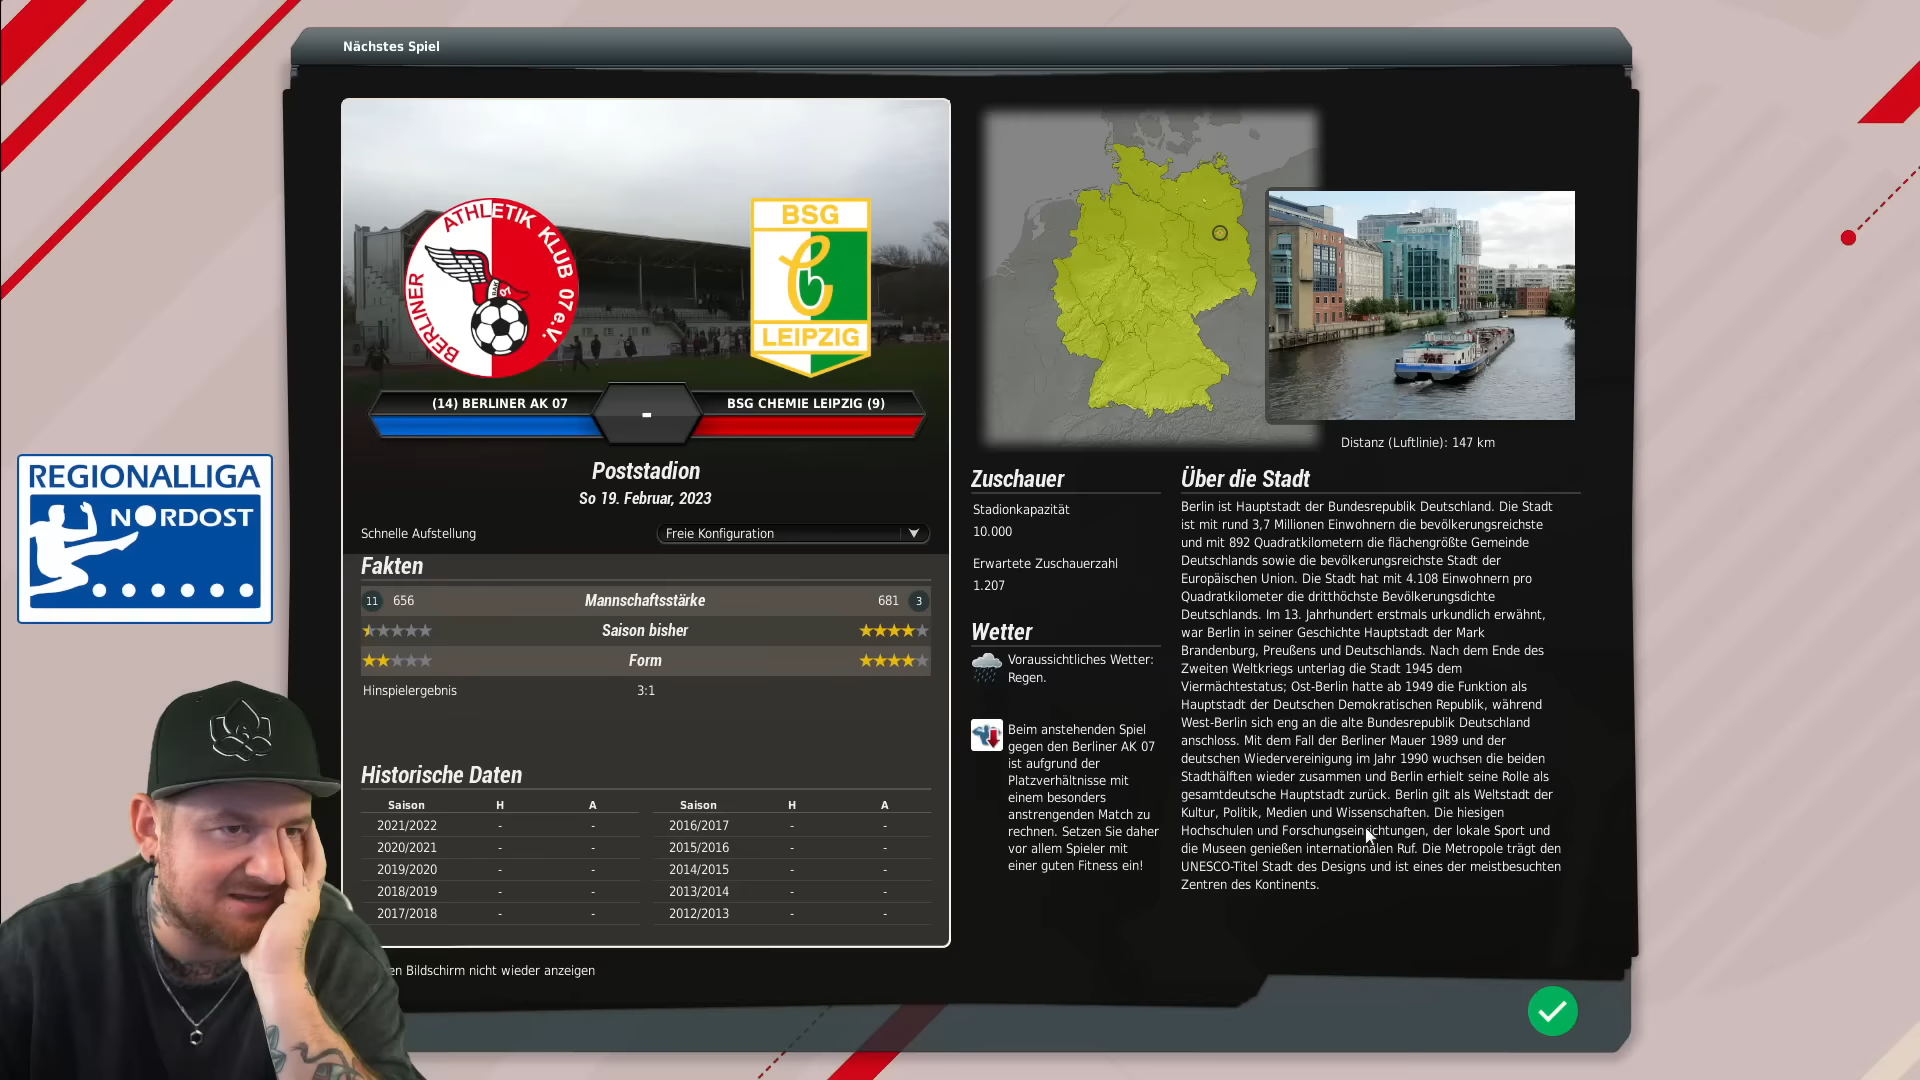 Nächstes Spiel
ATHLETIK KLUB 07 e.V.
BERLINER
BSG
LEIPZIG
(14) BERLINER AK 07
-
BSG CHEMIE LEIPZIG (9)
Poststadion
So 19. Februar, 2023
Schnelle Aufstellung
Freie Konfiguration
Fakten
11 656 Mannschaftsstärke 681 3
Saison bisher
Form
Hinspielergebnis 3:1
Historische Daten
Saison H A Saison H A
2021/2022 - - 2016/2017 - -
2020/2021 - - 2015/2016 - -
2019/2020 - - 2014/2015 - -
2018/2019 - - 2013/2014 - -
2017/2018 - - 2012/2013 - -
Bildschirm nicht wieder anzeigen
REGIONALLIGA
NORDOST
Distanz (Luftlinie): 147 km
Zuschauer
Stadionkapazität
10.000
Erwartete Zuschauerzahl
1.207
Wetter
Voraussichtliches Wetter:
Regen.
Beim anstehenden Spiel
gegen den Berliner AK 07
ist aufgrund der
Platzverhältnisse mit
einem besonders
anstrengenden Match zu
rechnen. Setzen Sie daher
vor allem Spieler mit
einer guten Fitness ein!
Über die Stadt
Berlin ist Hauptstadt der Bundesrepublik Deutschland. Die Stadt
ist mit rund 3,7 Millionen Einwohnern die bevölkerungsreichste
und mit 892 Quadratkilometern die flächengrößte Gemeinde
Deutschlands sowie die bevölkerungsreichste Stadt der
Europäischen Union. Die Stadt hat mit 4.108 Einwohnern pro
Quadratkilometer die dritthöchste Bevölkerungsdichte
Deutschlands. Im 13. Jahrhundert erstmals urkundlich erwähnt,
war Berlin in seiner Geschichte Hauptstadt der Mark
Brandenburg, Preußens und Deutschlands. Nach dem Ende des
Zweiten Weltkriegs unterlag die Stadt 1945 dem
Viermächtestatus; Ost-Berlin hatte ab 1949 die Funktion als
Hauptstadt der Deutschen Demokratischen Republik, während
West-Berlin sich eng an die alte Bundesrepublik Deutschland
anschloss. Mit dem Fall der Berliner Mauer 1989 und der
deutschen Wiedervereinigung im Jahr 1990 wuchsen die beiden
Stadthälften wieder zusammen und Berlin erhielt seine Rolle als
gesamtdeutsche Hauptstadt zurück. Berlin gilt als Weltstadt der
Kultur, Politik, Medien und Wissenschaften. Die hiesigen
Hochschulen und Forschungseinrichtungen, der lokale Sport und
die Museen genießen internationalen Ruf. Die Metropole trägt den
UNESCO-Titel Stadt des Designs und ist eines der meistbesuchten
Zentren des Kontinents.